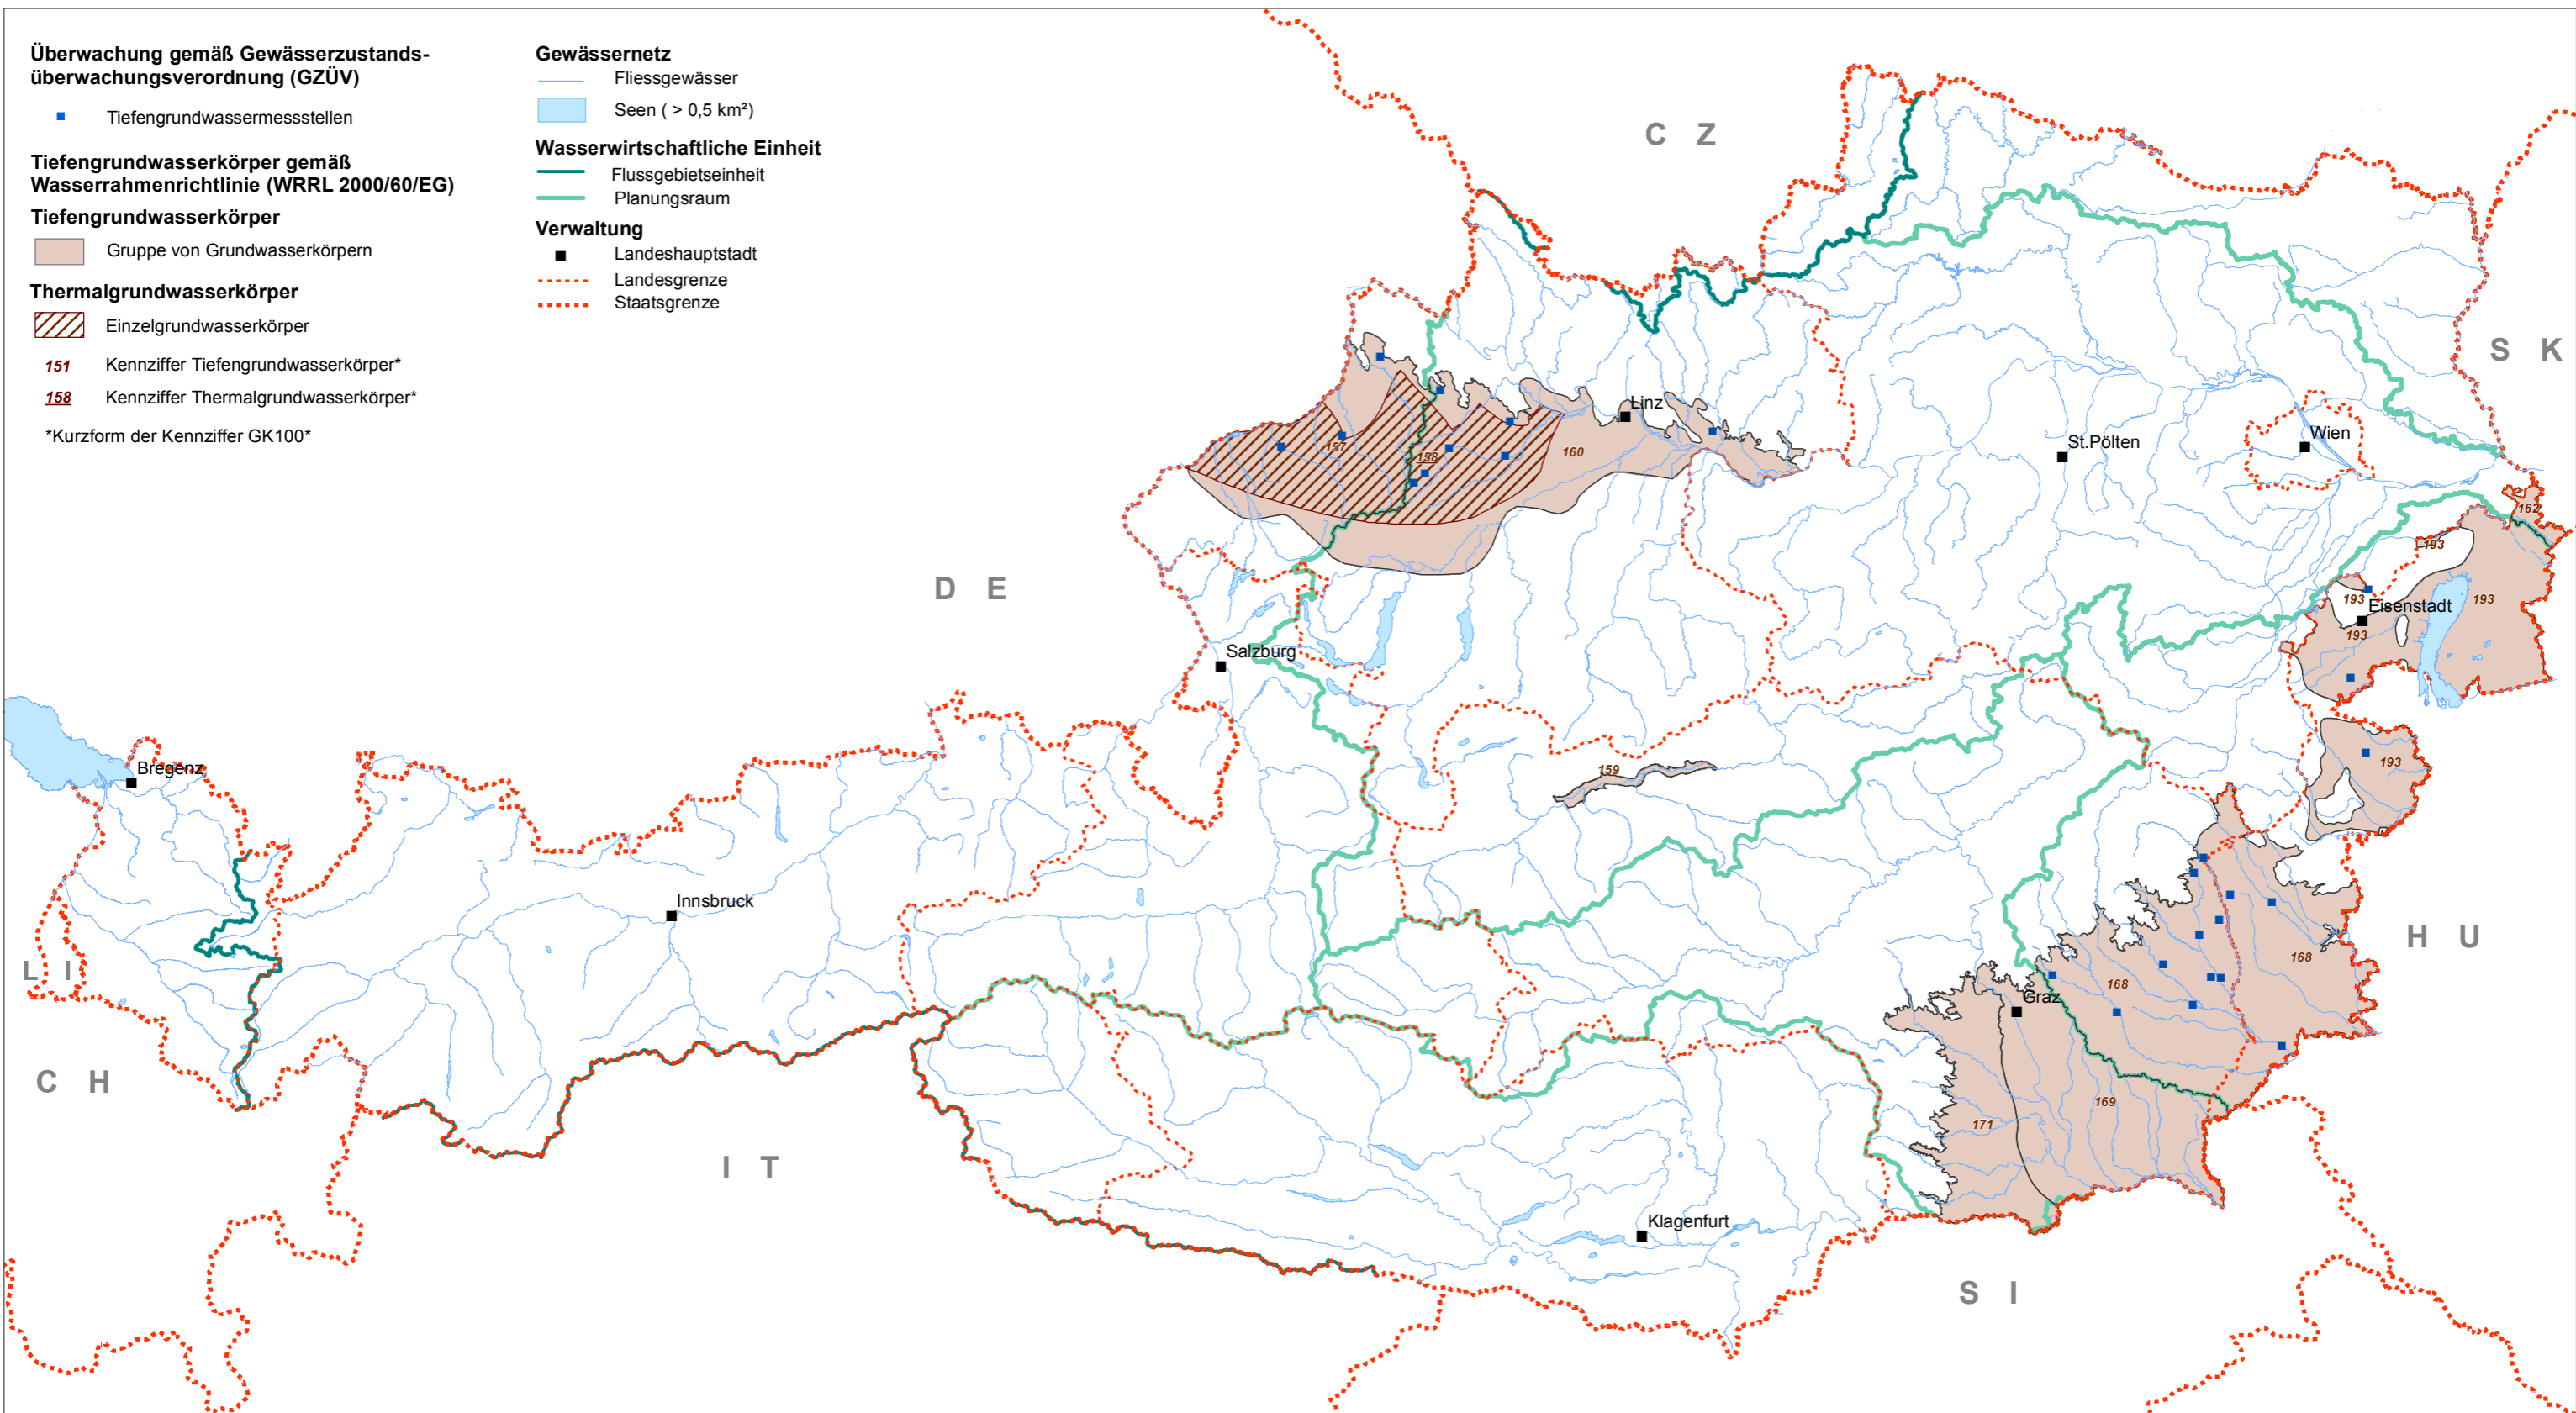 Überwachung gemäß Gewässerzustands-
überwachungsverordnung (GZÜV)
Tiefengrundwassermessstellen
Tiefengrundwasserkörper gemäß
Wasserrahmenrichtlinie (WRRL 2000/60/EG)
Tiefengrundwasserkörper
Gruppe von Grundwasserkörpern
Thermalgrundwasserkörper
Einzelgrundwasserkörper
151 Kennziffer Tiefengrundwasserkörper*
158 Kennziffer Thermalgrundwasserkörper*
*Kurzform der Kennziffer GK100*
Gewässernetz
Fliessgewässer
Seen ( > 0,5 km²)
Wasserwirtschaftliche Einheit
Flussgebietseinheit
Planungsraum
Verwaltung
Landeshauptstadt
Landesgrenze
Staatsgrenze
C Z
S K
Linz
Wien
St.Pölten
157
158
160
162
193
D E
193
Eisenstadt
193
193
Salzburg
Bregenz
159
193
Innsbruck
H U
L I
168
168
Graz
C H
169
171
I T
Klagenfurt
S I